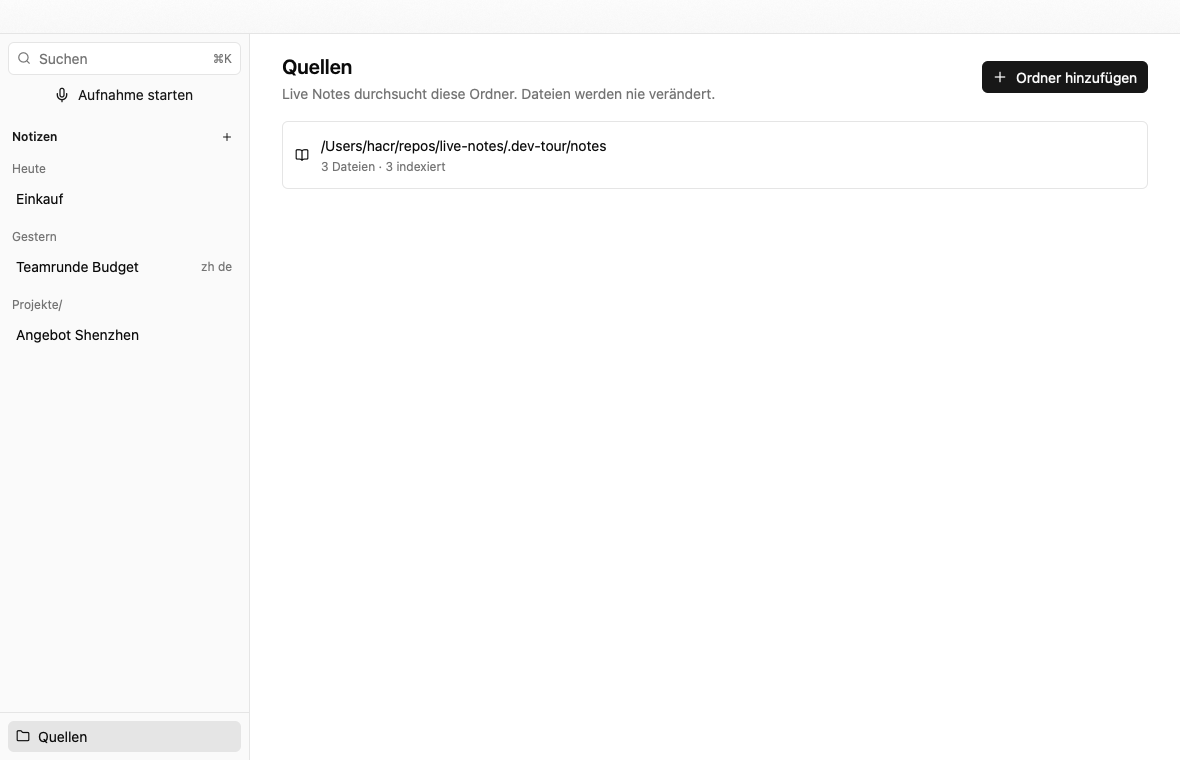 Suchen ⌘K
Aufnahme starten
Notizen +
Heute
Einkauf
Gestern
Teamrunde Budget zh de
Projekte/
Angebot Shenzhen
Quellen
Quellen
Live Notes durchsucht diese Ordner. Dateien werden nie verändert.
+ Ordner hinzufügen
/Users/hacr/repos/live-notes/.dev-tour/notes
3 Dateien · 3 indexiert